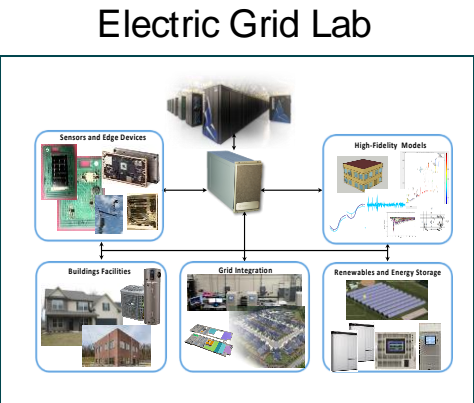 Electric Grid Lab
Sensors and Edge Devices
High-Fidelity Models
Buildings Facilities
Grid Integration
Renewables and Energy Storage